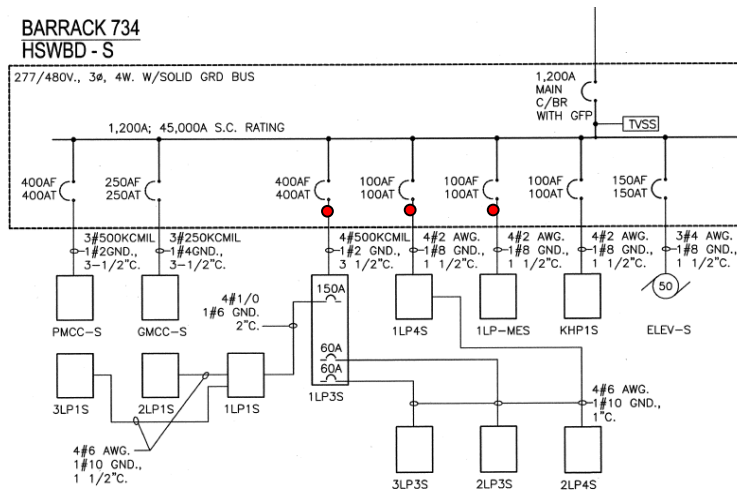 BARRACK 734
HSWBD - S
277/480V., 3ø, 4W. W/SOLID GRD BUS
1,200A
MAIN
C/BR
WITH GFP
TVSS
1,200A; 45,000A S.C. RATING
400AF
400AT
250AF
250AT
400AF
400AT
100AF
100AT
100AF
100AT
100AF
100AT
150AF
150AT
3#500KCMIL
1#2GND.,
3-1/2"C.
3#250KCMIL
1#4GND.,
3-1/2"C.
4#500KCMIL
1#2 GND.,
3 1/2"C.
4#2 AWG.
1#8 GND.,
1 1/2"C.
4#2 AWG.
1#8 GND.,
1 1/2"C.
4#2 AWG.
1#8 GND.,
1 1/2"C.
3#4 AWG.
1#8 GND.,
1 1/2"C.
PMCC-S
GMCC-S
4#1/0
1#6 GND.
2"C.
150A
60A
60A
1LP3S
1LP4S
1LP-MES
KHP1S
50
ELEV-S
3LP1S
2LP1S
1LP1S
4#6 AWG.
1#10 GND.,
1 1/2"C.
4#6 AWG.
1#10 GND.,
1"C.
3LP3S
2LP3S
2LP4S